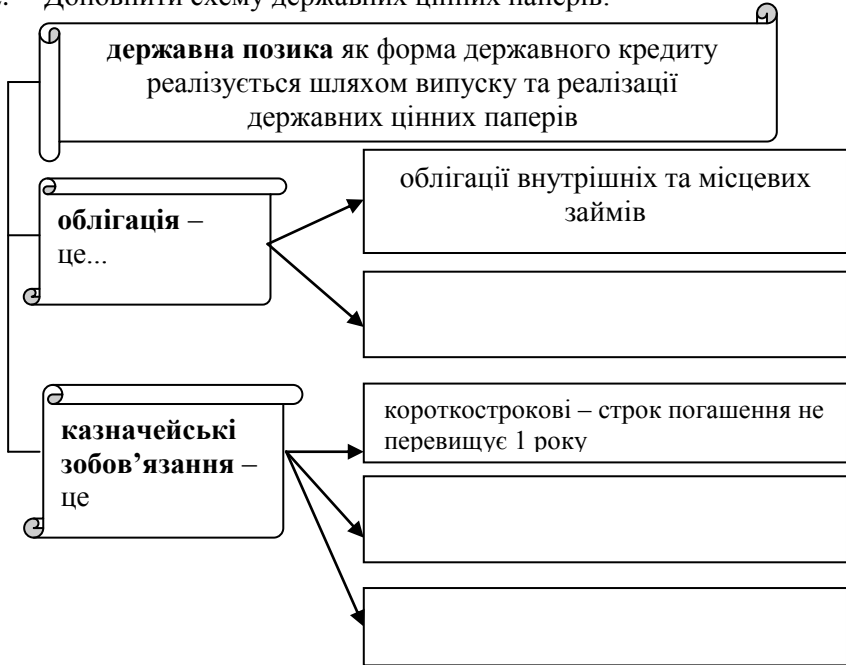 Доповнити схему державних цінних паперів.
державна позика як форма державного кредиту
реалізується шляхом випуску та реалізації
державних цінних паперів
облігація –
це...
облігації внутрішніх та місцевих
займів
казначейські
зобов’язання –
це
короткострокові – строк погашення не
перевищує 1 року